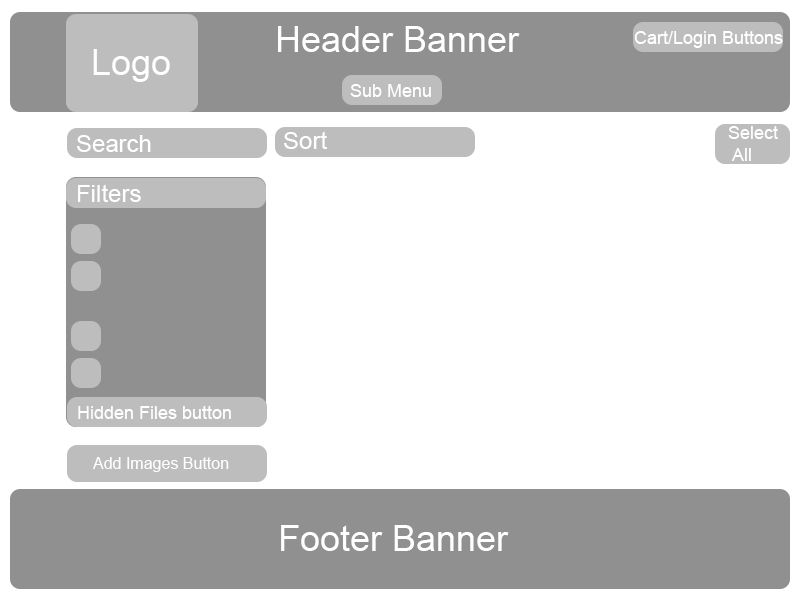 Logo
Header Banner
Cart/Login Buttons
Sub Menu
Search
Sort
Select
All
Filters
Hidden Files button
Add Images Button
Footer Banner